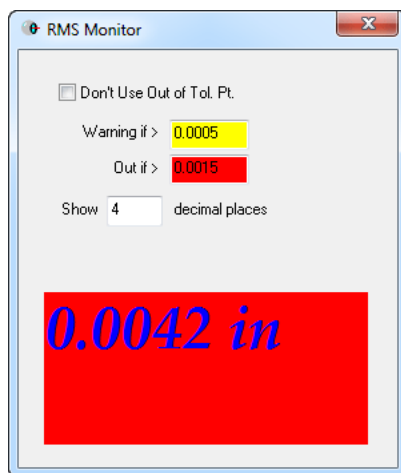 RMS Monitor
Don't Use Out of Tol. Pt.
Warning if > 0.0005
Out if > 0.0015
Show 4 decimal places
0.0042 in